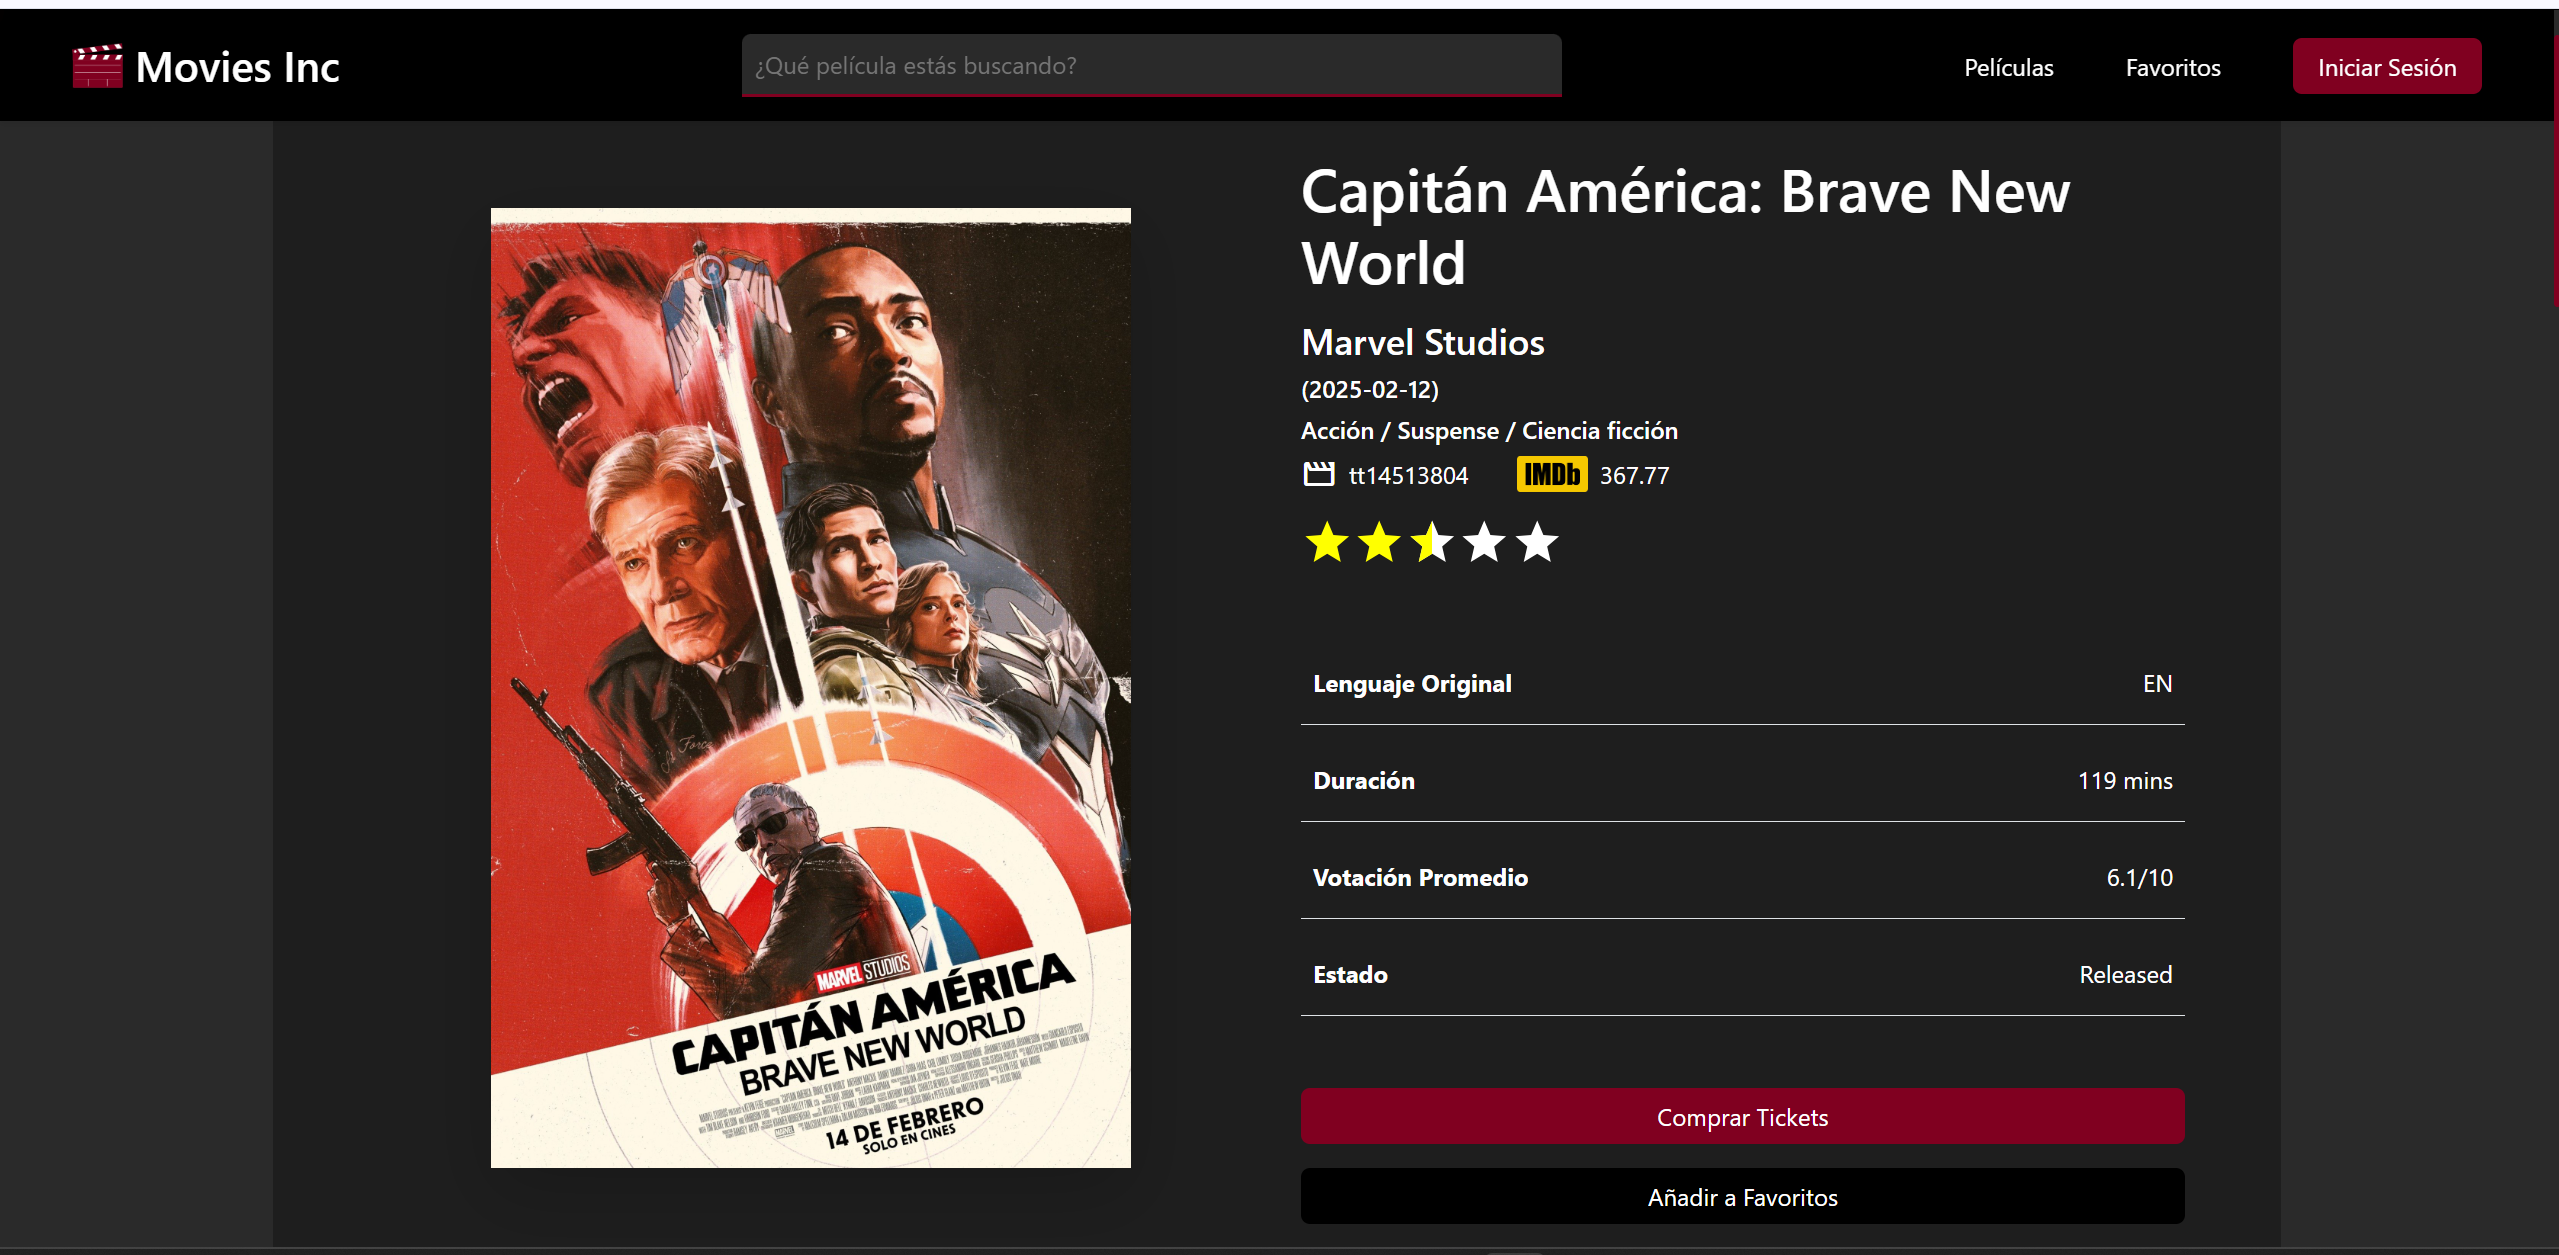 Movies Inc
¿Qué película estás buscando?
Películas
Favoritos
Iniciar Sesión
Capitán América: Brave New
World
Marvel Studios
(2025-02-12)
Acción / Suspense / Ciencia ficción
tt14513804
IMDb 367.77
Lenguaje Original EN
Duración 119 mins
Votación Promedio 6.1/10
Estado Released
Comprar Tickets
Añadir a Favoritos
MARVEL STUDIOS
CAPITÁN AMÉRICA
BRAVE NEW WORLD
14 DE FEBRERO
SOLO EN CINES